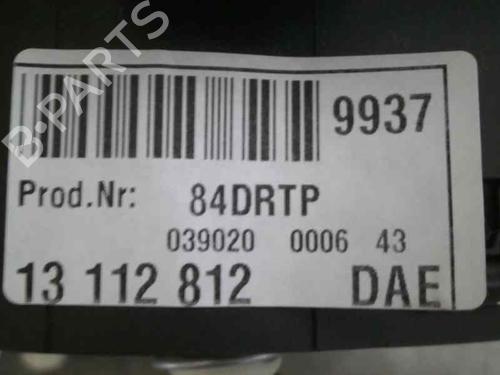 B-PARTS
9937
Prod.Nr: 84DRTP
039020 0006 43
13 112 812 DAE